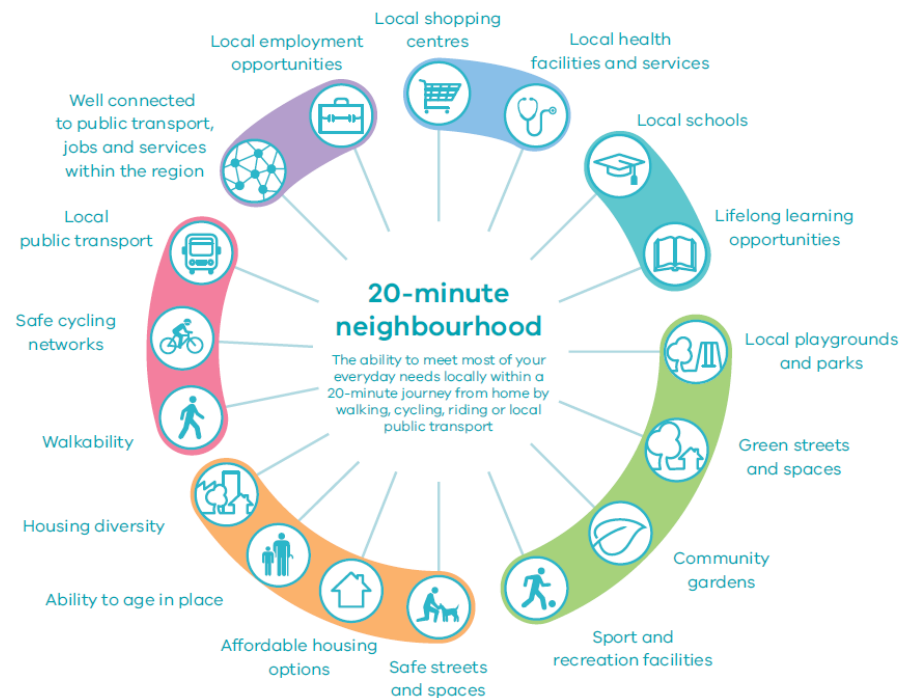 Local shopping
centres
Local health
facilities and services
Local schools
Lifelong learning
opportunities
Local playgrounds
and parks
Green streets
and spaces
Community
gardens
Sport and
recreation facilities
Safe streets
and spaces
Affordable housing
options
Ability to age in place
Housing diversity
Walkability
Safe cycling
networks
Local
public transport
Well connected
to public transport,
jobs and services
within the region
Local employment
opportunities
20-minute
neighbourhood
The ability to meet most of your
everyday needs locally within a
20-minute journey from home by
walking, cycling, riding or local
public transport